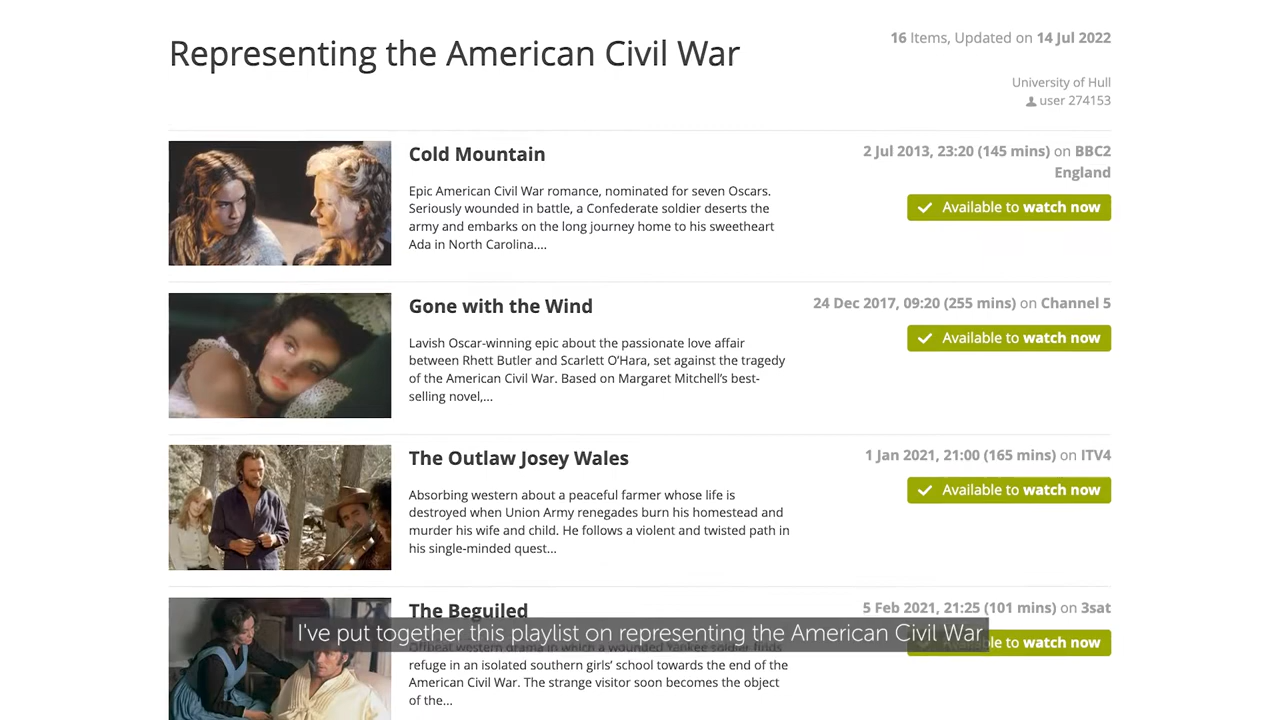 Representing the American Civil War
16 Items, Updated on 14 Jul 2022
University of Hull
user 274153
Cold Mountain
Epic American Civil War romance, nominated for seven Oscars.
Seriously wounded in battle, a Confederate soldier deserts the
army and embarks on the long journey home to his sweetheart
Ada in North Carolina....
2 Jul 2013, 23:20 (145 mins) on BBC2
England
Available to watch now
Gone with the Wind
Lavish Oscar-winning epic about the passionate love affair
between Rhett Butler and Scarlett O'Hara, set against the tragedy
of the American Civil War. Based on Margaret Mitchell's best-
selling novel,...
24 Dec 2017, 09:20 (255 mins) on Channel 5
Available to watch now
The Outlaw Josey Wales
Absorbing western about a peaceful farmer whose life is
destroyed when Union Army renegades burn his homestead and
murder his wife and child. He follows a violent and twisted path in
his single-minded quest...
1 Jan 2021, 21:00 (165 mins) on ITV4
Available to watch now
The Beguiled
Offbeat western drama in which a wounded Yankee soldier finds
refuge in an isolated southern girls' school towards the end of the
American Civil War. The strange visitor soon becomes the object
of the...
5 Feb 2021, 21:25 (101 mins) on 3sat
Available to watch now
I've put together this playlist on representing the American Civil War